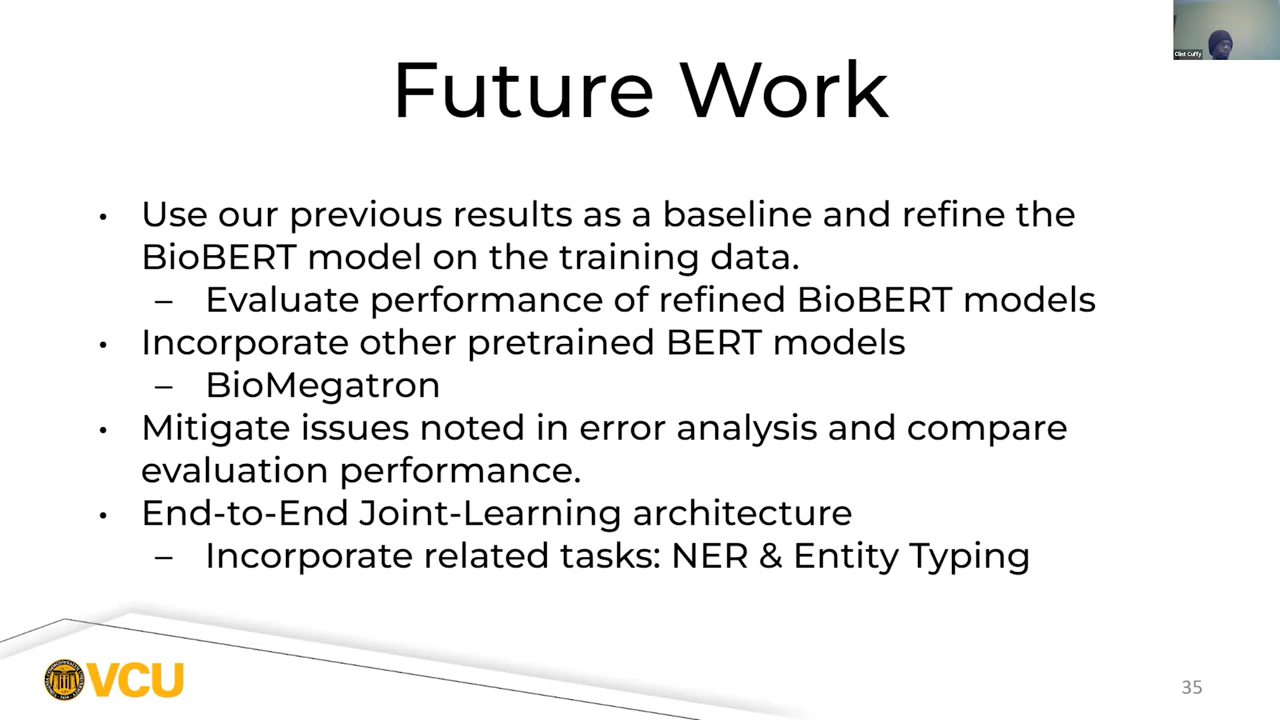 Clint Cuffy
Future Work
• Use our previous results as a baseline and refine the
BioBERT model on the training data.
– Evaluate performance of refined BioBERT models
• Incorporate other pretrained BERT models
– BioMegatron
• Mitigate issues noted in error analysis and compare
evaluation performance.
• End-to-End Joint-Learning architecture
– Incorporate related tasks: NER & Entity Typing
VCU
35